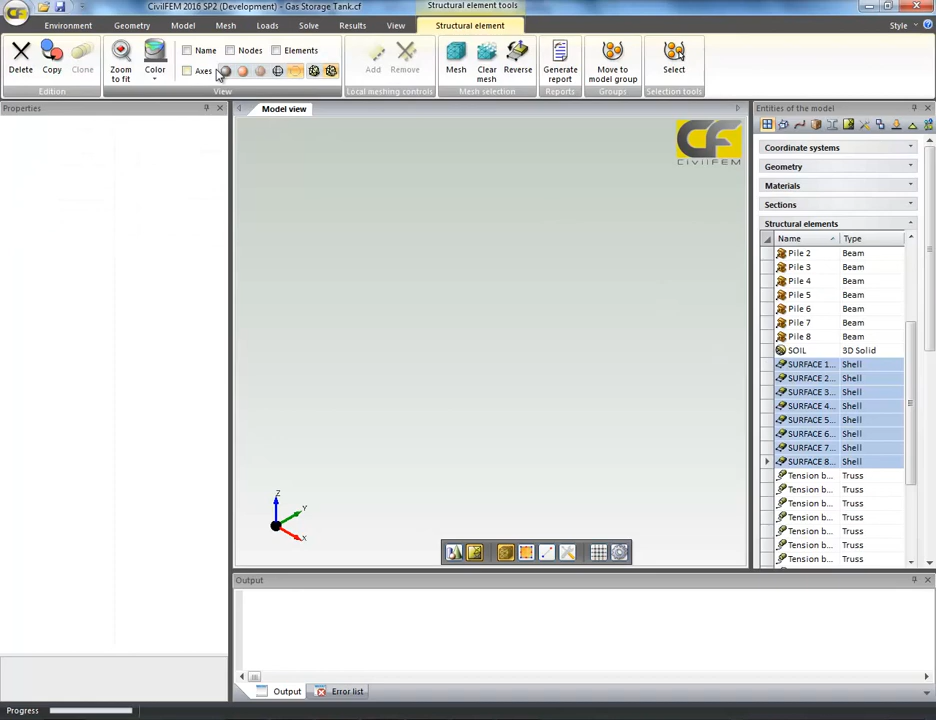 CivilFEM 2016 SP2 (Development) - Gas Storage Tank.cf
Structural element tools
Environment Geometry Model Mesh Loads Solve Results View Structural element Style
Name Nodes Elements
Axes
Delete Copy Clone Zoom to fit Color Add Remove Mesh Clear mesh Reverse Generate report Move to model group Select
Edition View Local meshing controls Mesh selection Reports Groups Selection tools
Properties
Model view
Entities of the model
CF
CIVILFEM
Coordinate systems
Geometry
Materials
Sections
Structural elements
Name Type
Pile 2 Beam
Pile 3 Beam
Pile 4 Beam
Pile 5 Beam
Pile 6 Beam
Pile 7 Beam
Pile 8 Beam
SOIL 3D Solid
SURFACE 1... Shell
SURFACE 2... Shell
SURFACE 3... Shell
SURFACE 4... Shell
SURFACE 5... Shell
SURFACE 6... Shell
SURFACE 7... Shell
SURFACE 8... Shell
Tension b... Truss
Tension b... Truss
Tension b... Truss
Tension b... Truss
Tension b... Truss
Tension b... Truss
Tension b... Truss
Z
Y
X
Output
Output Error list
Progress